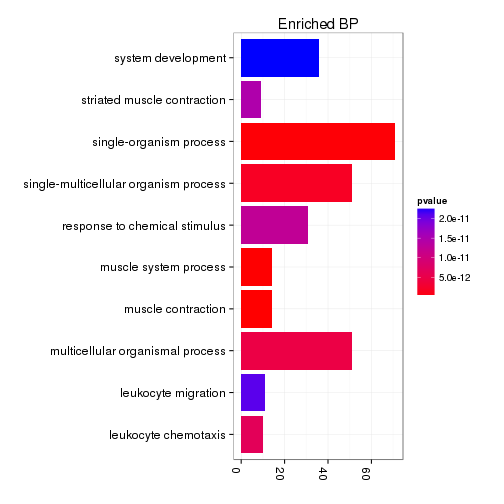 Enriched BP
system development
striated muscle contraction
single-organism process
single-multicellular organism process
response to chemical stimulus
muscle system process
muscle contraction
multicellular organismal process
leukocyte migration
leukocyte chemotaxis
0
20
40
60
pvalue
2.0e-11
1.5e-11
1.0e-11
5.0e-12